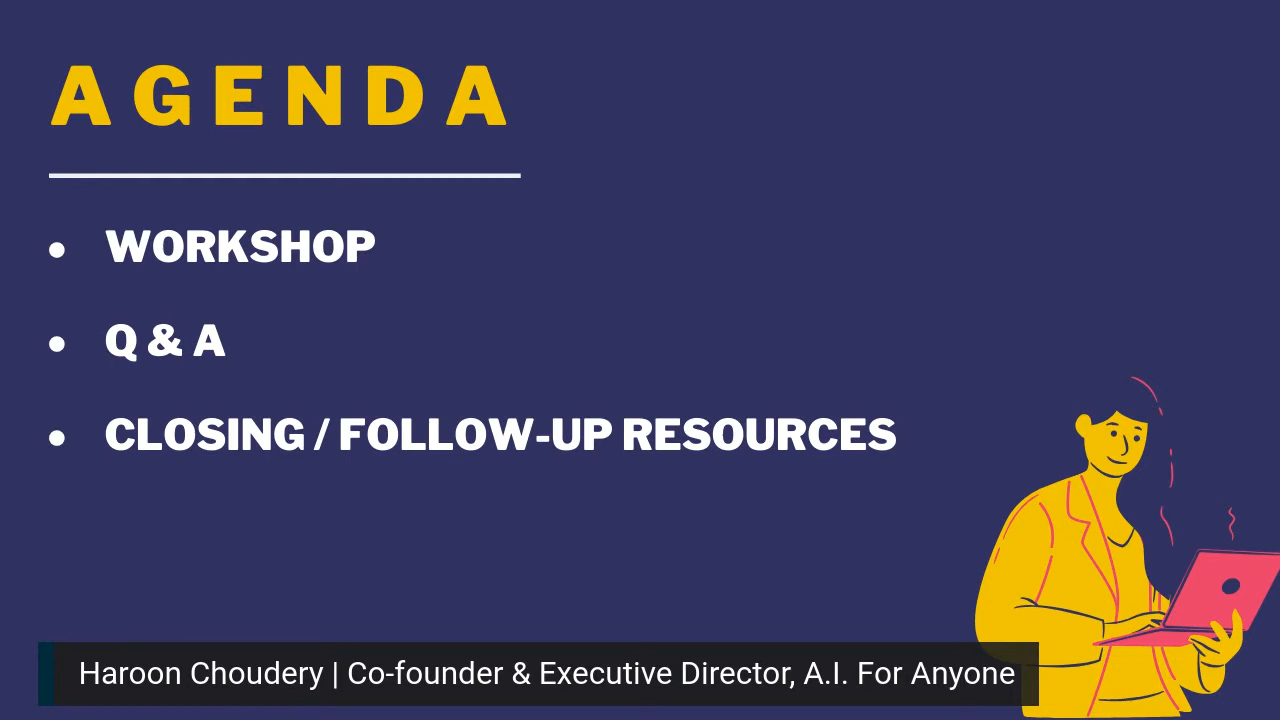 AGENDA
• WORKSHOP
• Q & A
• CLOSING / FOLLOW-UP RESOURCES
Haroon Choudery | Co-founder & Executive Director, A.I. For Anyone